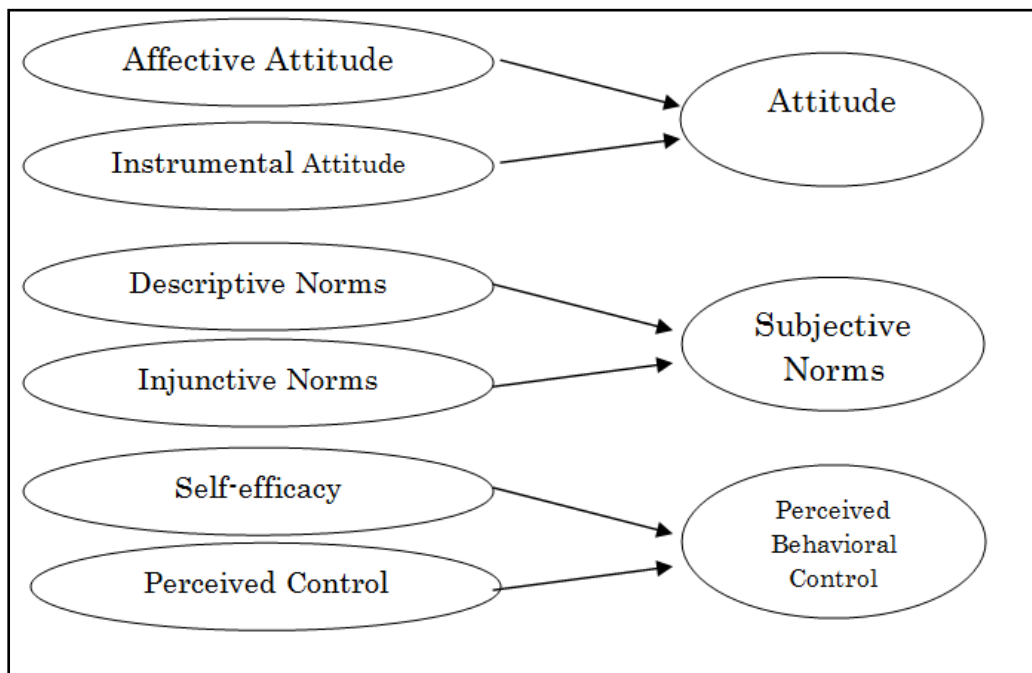 Affective Attitude
Attitude
Instrumental Attitude
Descriptive Norms
Subjective
Norms
Injunctive Norms
Self-efficacy
Perceived
Behavioral
Control
Perceived Control